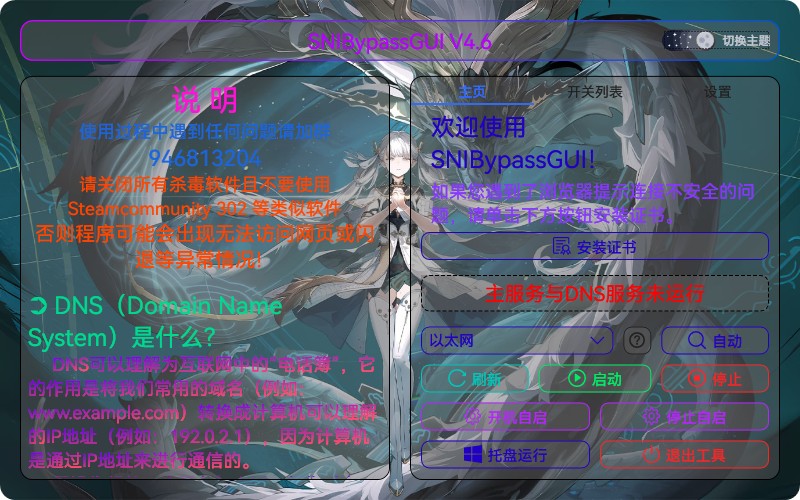 SNIBypassGUI V4.6
切换主题
说 明
使用过程中遇到任何问题请加群
946813204
请关闭所有杀毒软件且不要使用
Steamcommunity 302 等类似软件
否则程序可能会出现无法访问网页或闪
退等异常情况!
DNS（Domain Name
System）是什么?
DNS可以理解为互联网中的“电话簿”，它
的作用是将我们常用的域名（例如：
www.example.com）转换成计算机可以理解
的IP地址（例如：192.0.2.1），因为计算机
是通过IP地址来进行通信的。
主页
开关列表
设置
欢迎使用
SNIBypassGUI!
如果您遇到了浏览器提示连接不安全的问
题，请单击下方按钮安装证书。
安装证书
主服务与DNS服务未运行
以太网
自动
刷新
启动
停止
开机自启
停止自启
托盘运行
退出工具